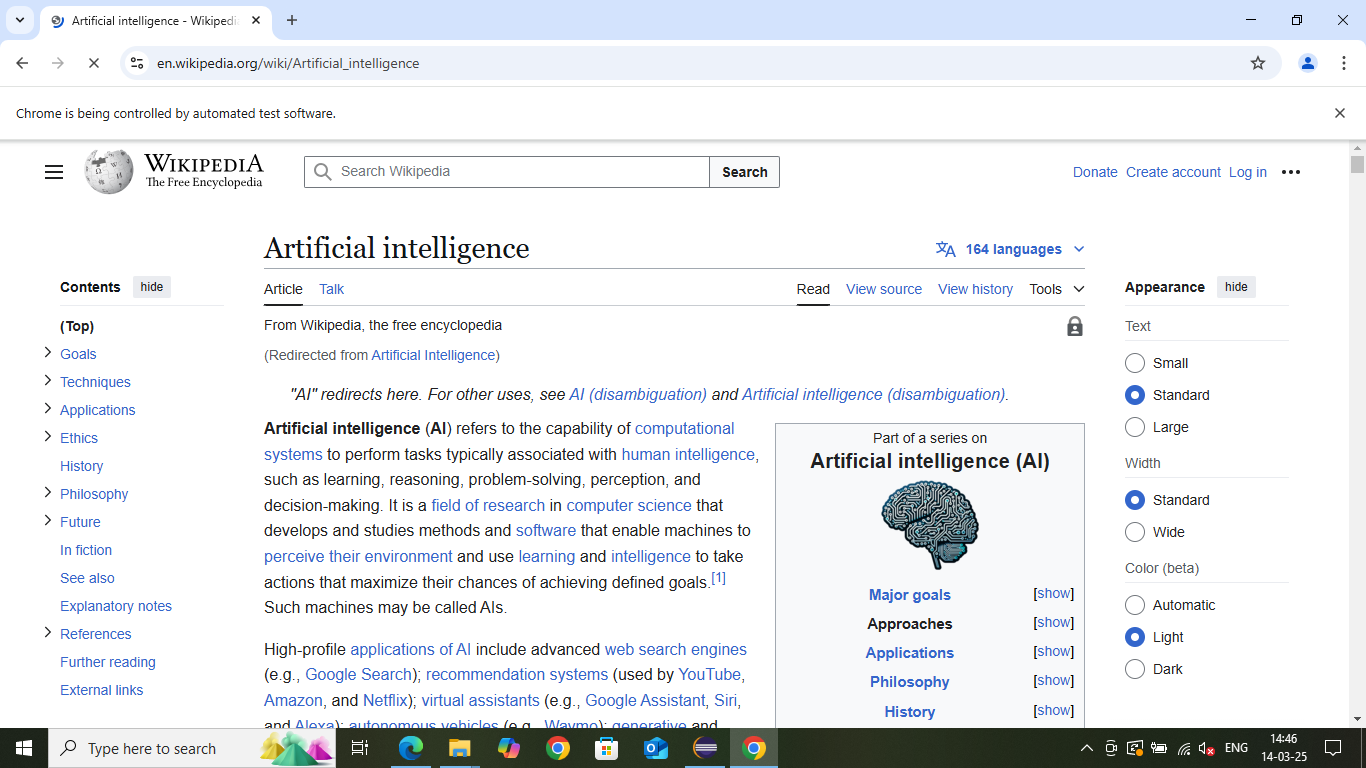 Artificial intelligence - Wikipedi
en.wikipedia.org/wiki/Artificial_intelligence
Chrome is being controlled by automated test software.
WIKIPEDIA
The Free Encyclopedia
Search Wikipedia
Search
Donate Create account Log in
Artificial intelligence
164 languages
Article Talk
Read View source View history Tools
From Wikipedia, the free encyclopedia
(Redirected from Artificial Intelligence)
"AI" redirects here. For other uses, see AI (disambiguation) and Artificial intelligence (disambiguation).
Contents hide
(Top)
Goals
Techniques
Applications
Ethics
History
Philosophy
Future
In fiction
See also
Explanatory notes
References
Further reading
External links
Artificial intelligence (AI) refers to the capability of computational
systems to perform tasks typically associated with human intelligence,
such as learning, reasoning, problem-solving, perception, and
decision-making. It is a field of research in computer science that
develops and studies methods and software that enable machines to
perceive their environment and use learning and intelligence to take
actions that maximize their chances of achieving defined goals.[1]
Such machines may be called AIs.
High-profile applications of AI include advanced web search engines
(e.g., Google Search); recommendation systems (used by YouTube,
Amazon, and Netflix); virtual assistants (e.g., Google Assistant, Siri,
and Alexa); autonomous vehicles (e.g., Waymo); generative and
Part of a series on
Artificial intelligence (AI)
Major goals [show]
Approaches [show]
Applications [show]
Philosophy [show]
History [show]
Appearance hide
Text
Small
Standard
Large
Width
Standard
Wide
Color (beta)
Automatic
Light
Dark
Type here to search
ENG
14:46
14-03-25